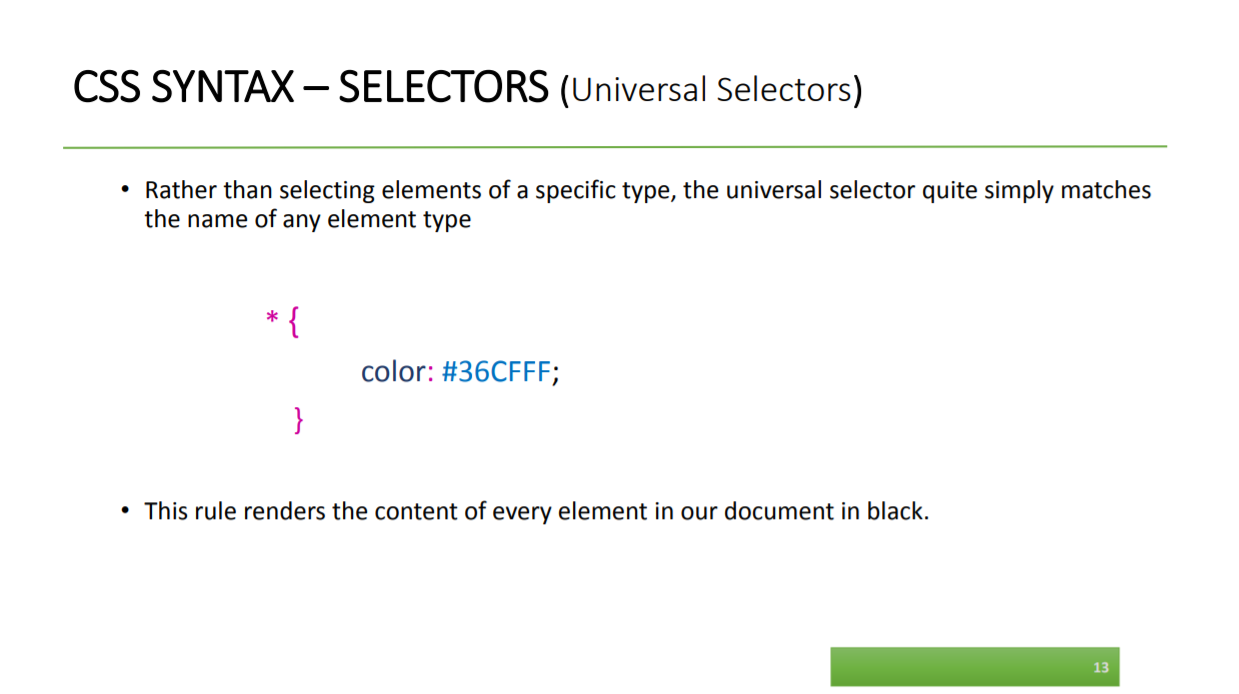 CSS SYNTAX – SELECTORS (Universal Selectors)
• Rather than selecting elements of a specific type, the universal selector quite simply matches
the name of any element type
* {
color: #36CFFF;
}
• This rule renders the content of every element in our document in black.
13